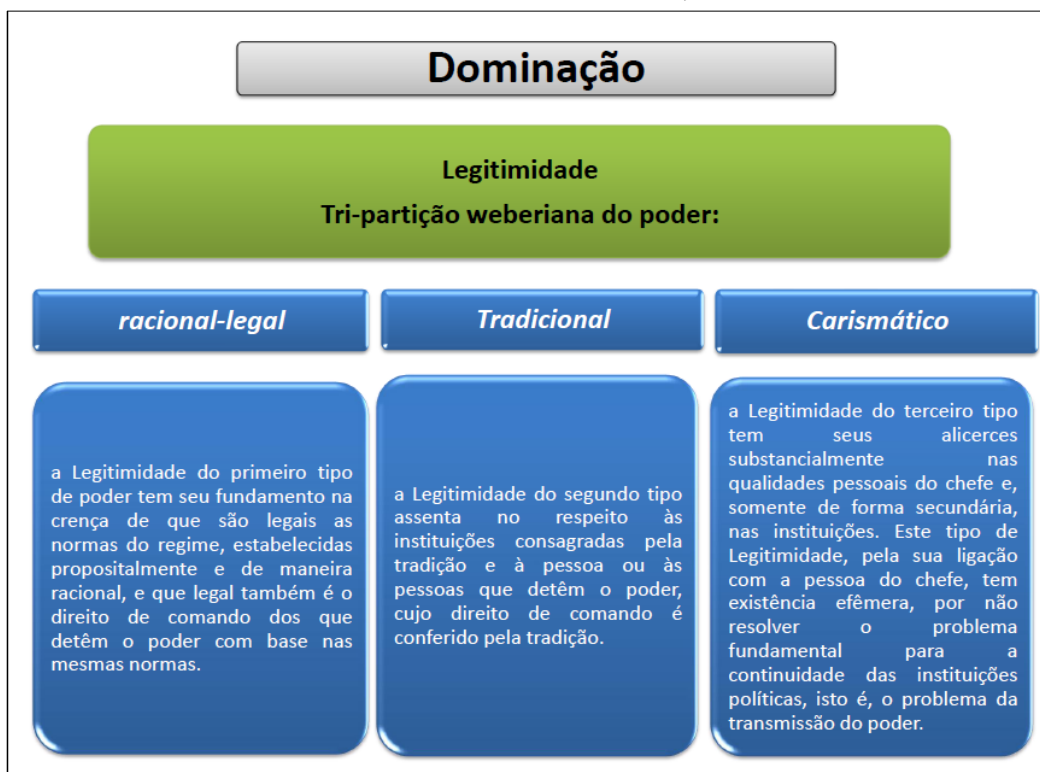 Dominação
Legitimidade
Tri-partição weberiana do poder:
racional-legal
a Legitimidade do primeiro tipo
de poder tem seu fundamento na
crença de que são legais as
normas do regime, estabelecidas
propositalmente e de maneira
racional, e que legal também é o
direito de comando dos que
detêm o poder com base nas
mesmas normas.
Tradicional
a Legitimidade do segundo tipo
assenta no respeito às
instituições consagradas pela
tradição e à pessoa ou às
pessoas que detêm o poder,
cujo direito de comando é
conferido pela tradição.
Carismático
a Legitimidade do terceiro tipo
tem seus alicerces
substancialmente nas
qualidades pessoais do chefe e,
somente de forma secundária,
nas instituições. Este tipo de
Legitimidade, pela sua ligação
com a pessoa do chefe, tem
existência efêmera, por não
resolver o problema
fundamental para a
continuidade das instituições
políticas, isto é, o problema da
transmissão do poder.